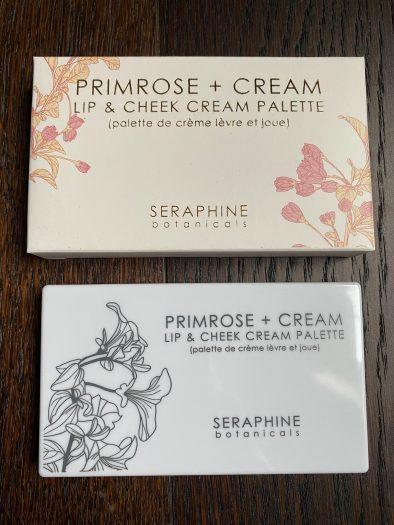 PRIMROSE + CREAM
LIP & CHEEK CREAM PALETTE
(palette de crème lèvre et joue)
SERAPHINE
botanicals
PRIMROSE + CREAM
LIP & CHEEK CREAM PALETTE
(palette de crème lèvre et joue)
SERAPHINE
botanicals